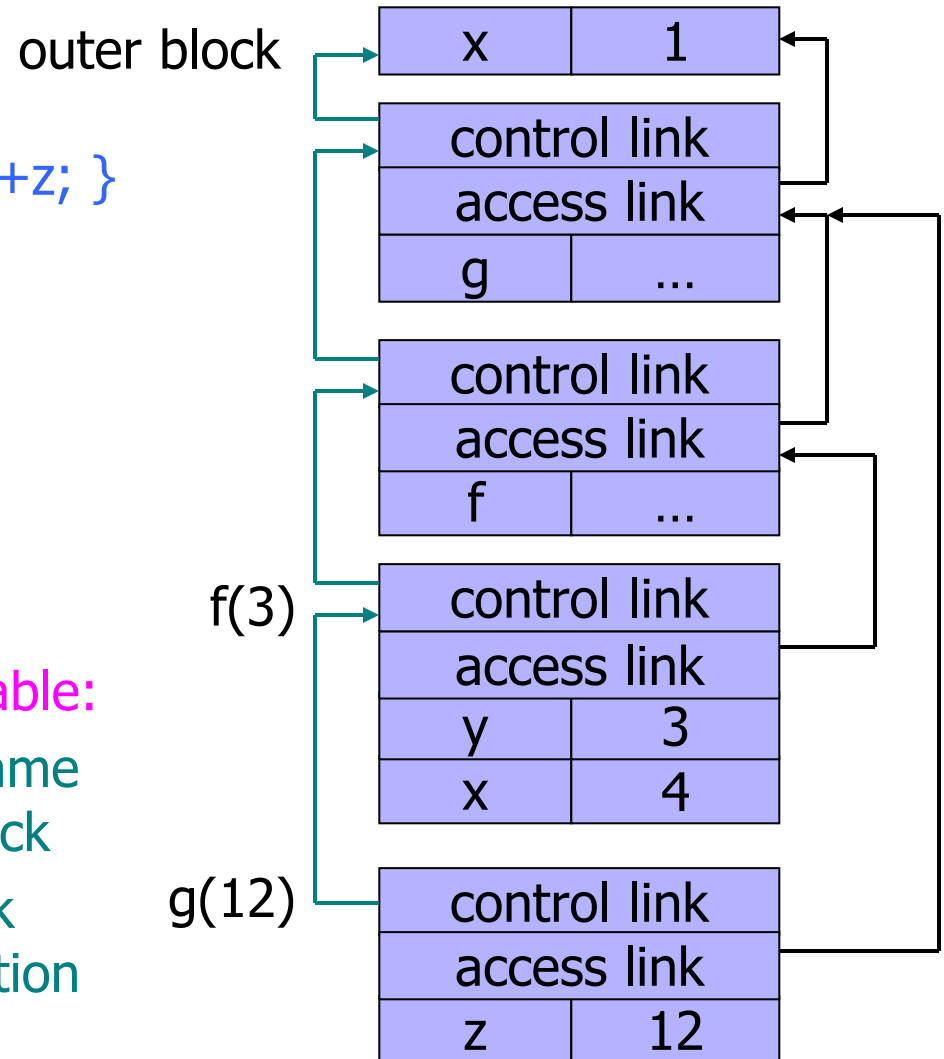 outer block
x 1
control link
+z; }
access link
g ...
control link
access link
f ...
f(3)
control link
access link
able:
y 3
ame
x 4
ck
g(12)
control link
k
access link
tion
z 12